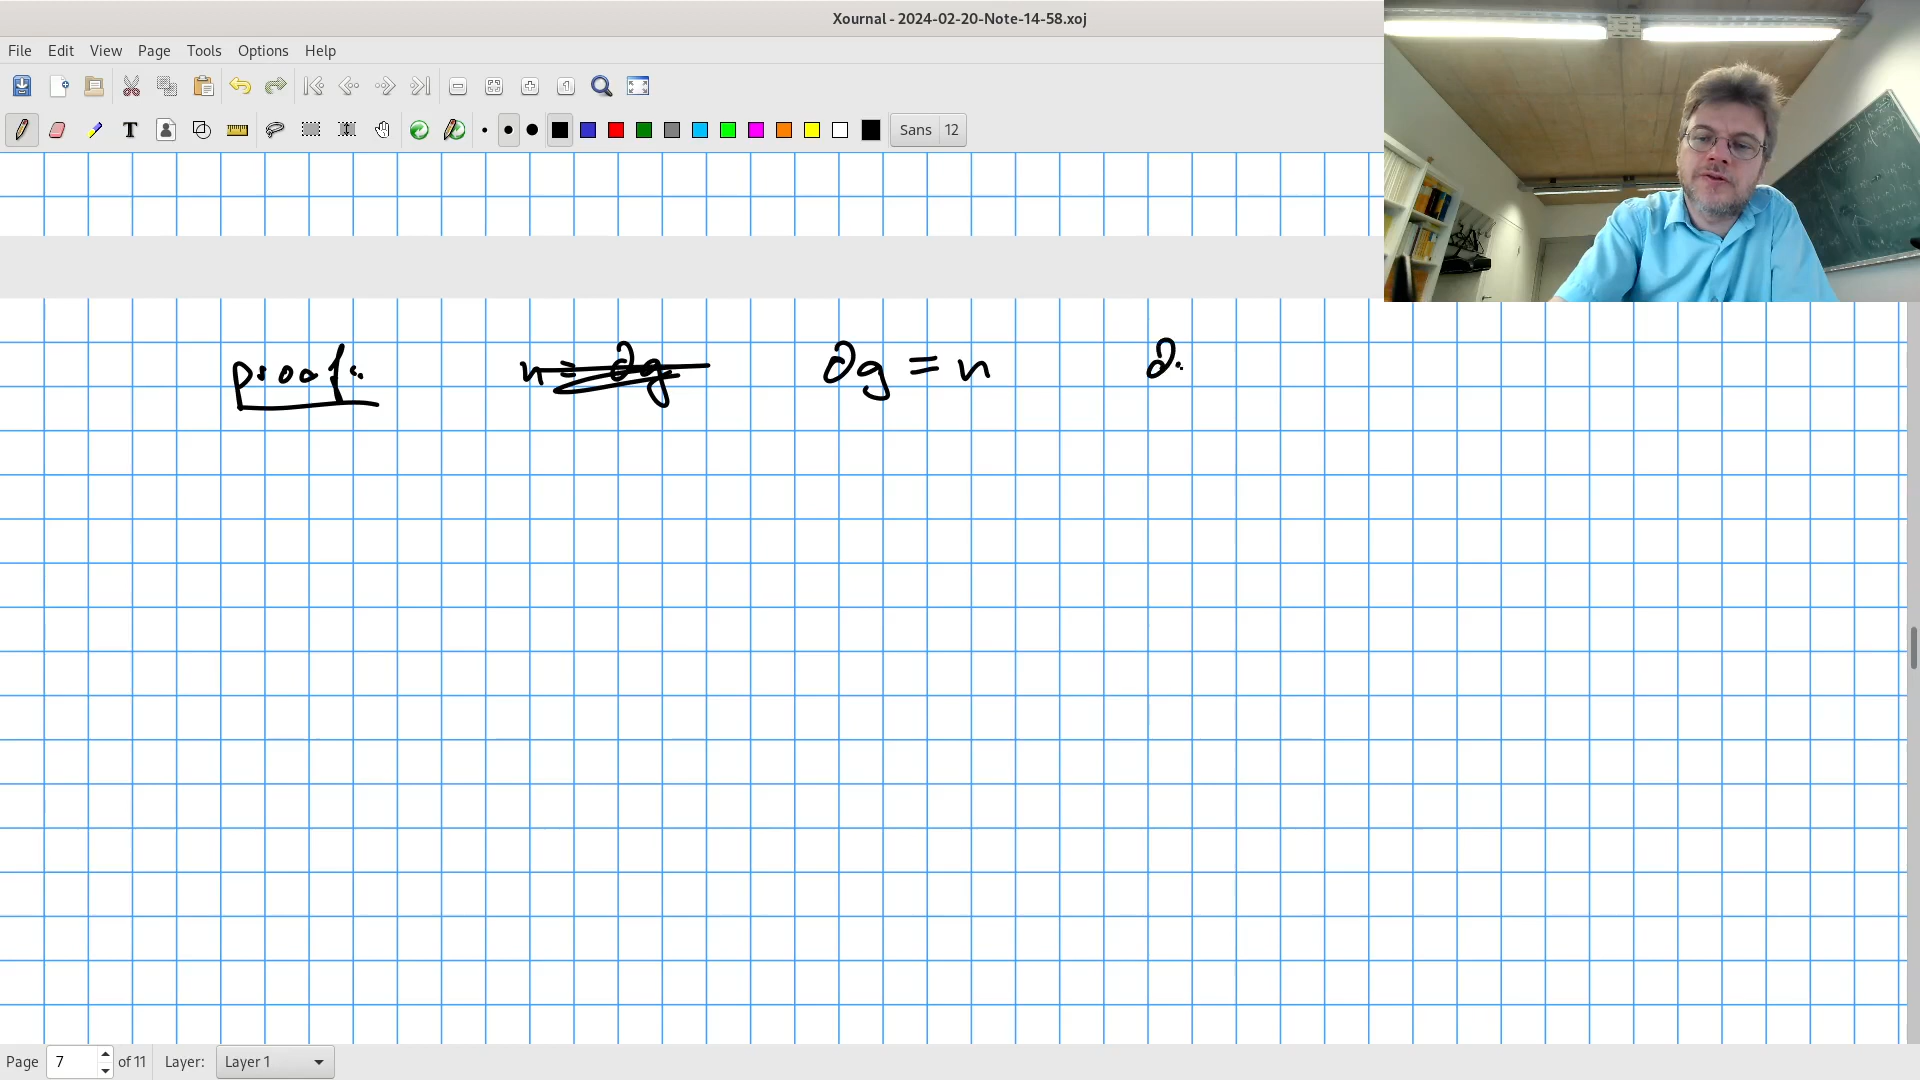 Xournal - 2024-02-20-Note-14-58.xoj
File Edit View Page Tools Options Help
Sans 12
proof: n = ∂g ∂g = n ∂.
Page 7 of 11 Layer: Layer 1